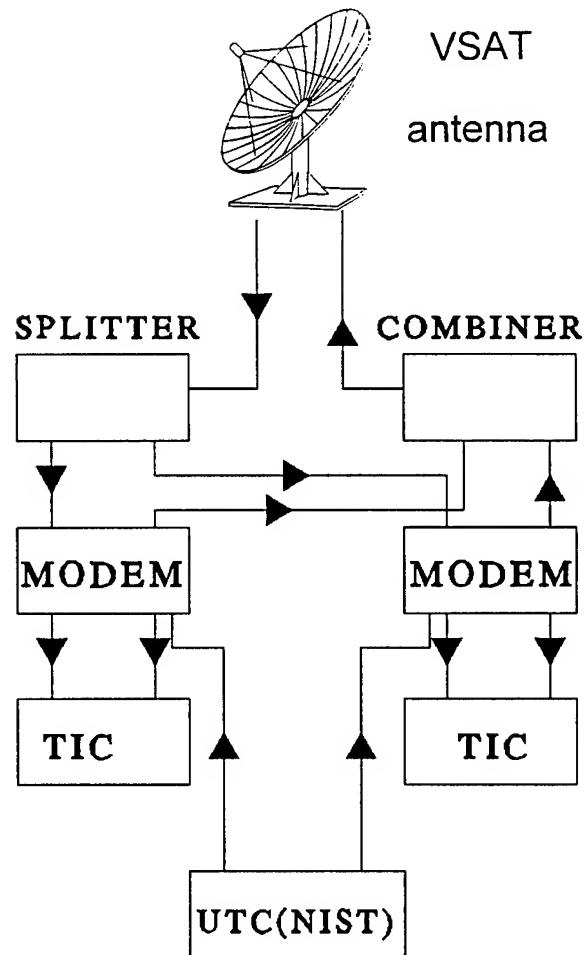 VSAT
antenna
SPLITTER
COMBINER
MODEM
MODEM
TIC
TIC
UTC(NIST)